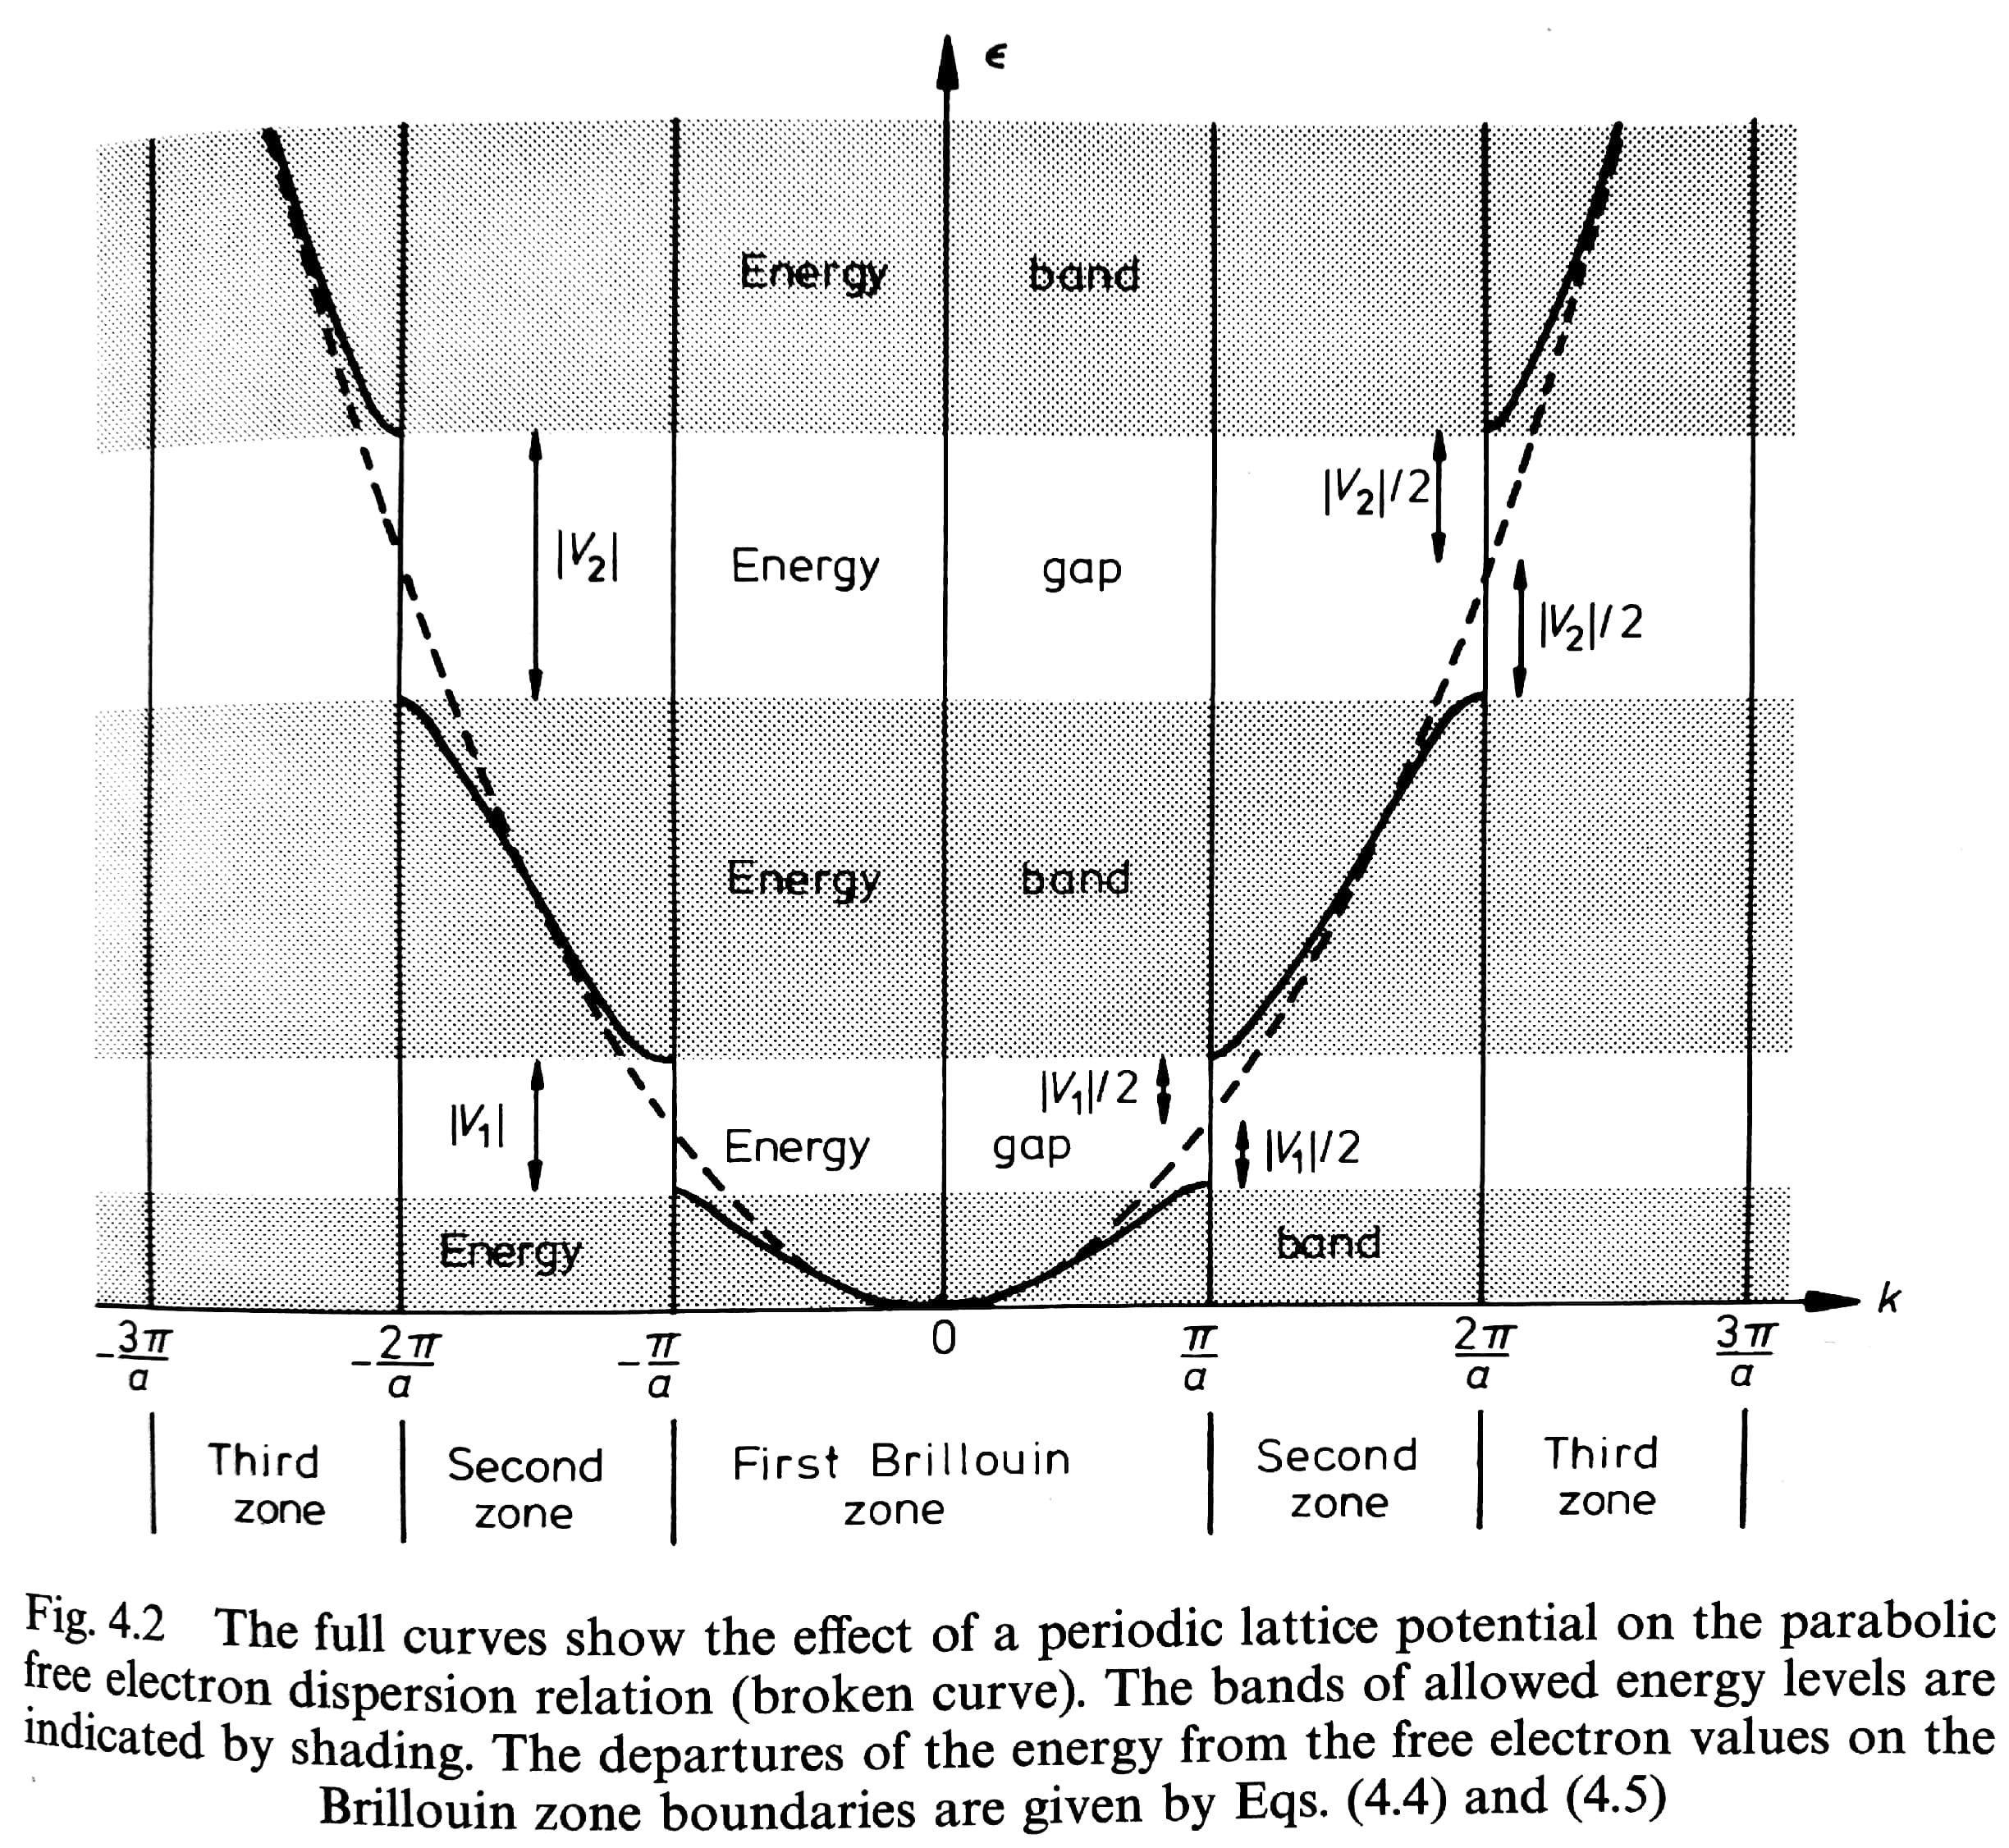 ϵ
Energy band
|V₂|/2
|V₂|
Energy gap
|V₂|/2
Energy band
|V₁|/2
|V₁|
Energy gap
|V₁|/2
Energy band
k
-3π/a -2π/a -π/a 0 π/a 2π/a 3π/a
Third zone
Second zone
First Brillouin zone
Second zone
Third zone
Fig. 4.2 The full curves show the effect of a periodic lattice potential on the parabolic
free electron dispersion relation (broken curve). The bands of allowed energy levels are
indicated by shading. The departures of the energy from the free electron values on the
Brillouin zone boundaries are given by Eqs. (4.4) and (4.5)